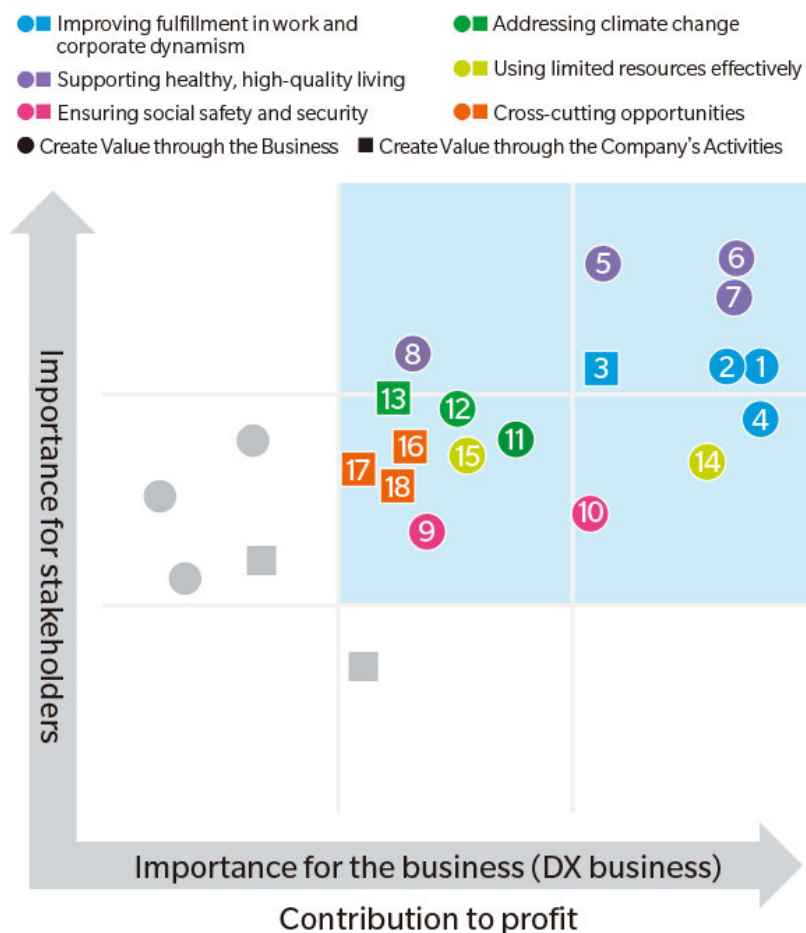 Improving fulfillment in work and
corporate dynamism
Supporting healthy, high-quality living
Ensuring social safety and security
Addressing climate change
Using limited resources effectively
Cross-cutting opportunities
Create Value through the Business
Create Value through the Company's Activities
Importance for stakeholders
5
6
7
8
3
2
1
13
12
4
11
16
15
17
14
18
10
9
Importance for the business (DX business)
Contribution to profit